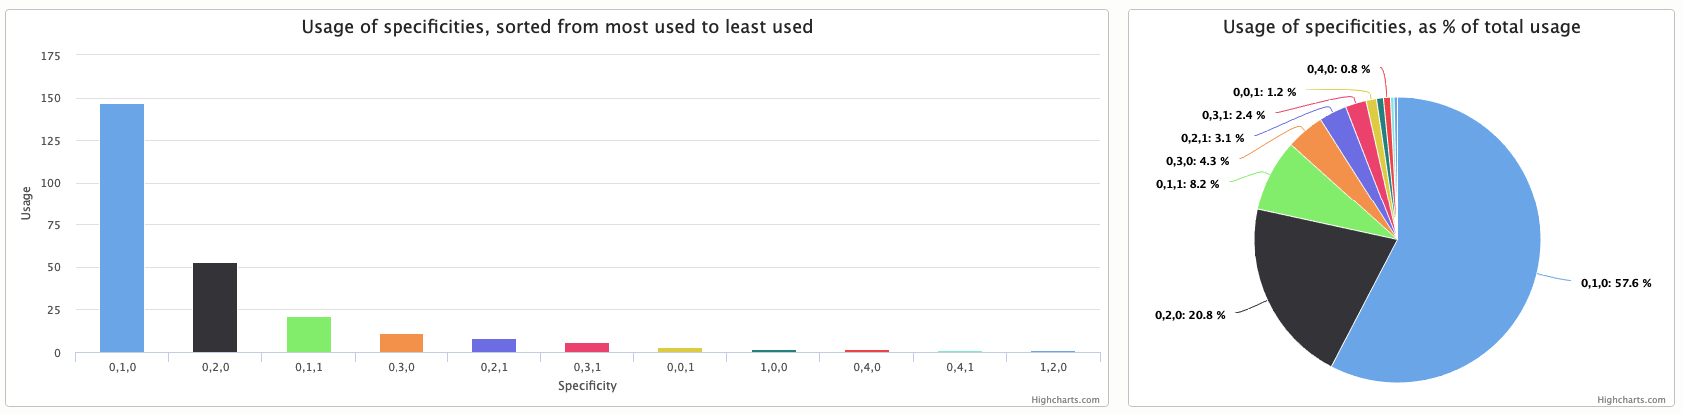 Usage of specificities, sorted from most used to least used
175
150
125
100
75
50
25
0
Usage
0,1,0 0,2,0 0,1,1 0,3,0 0,2,1 0,3,1 0,0,1 1,0,0 0,4,0 0,4,1 1,2,0
Specificity
Highcharts.com
Usage of specificities, as % of total usage
0,4,0: 0.8 %
0,0,1: 1.2 %
0,3,1: 2.4 %
0,2,1: 3.1 %
0,3,0: 4.3 %
0,1,1: 8.2 %
0,1,0: 57.6 %
0,2,0: 20.8 %
Highcharts.com